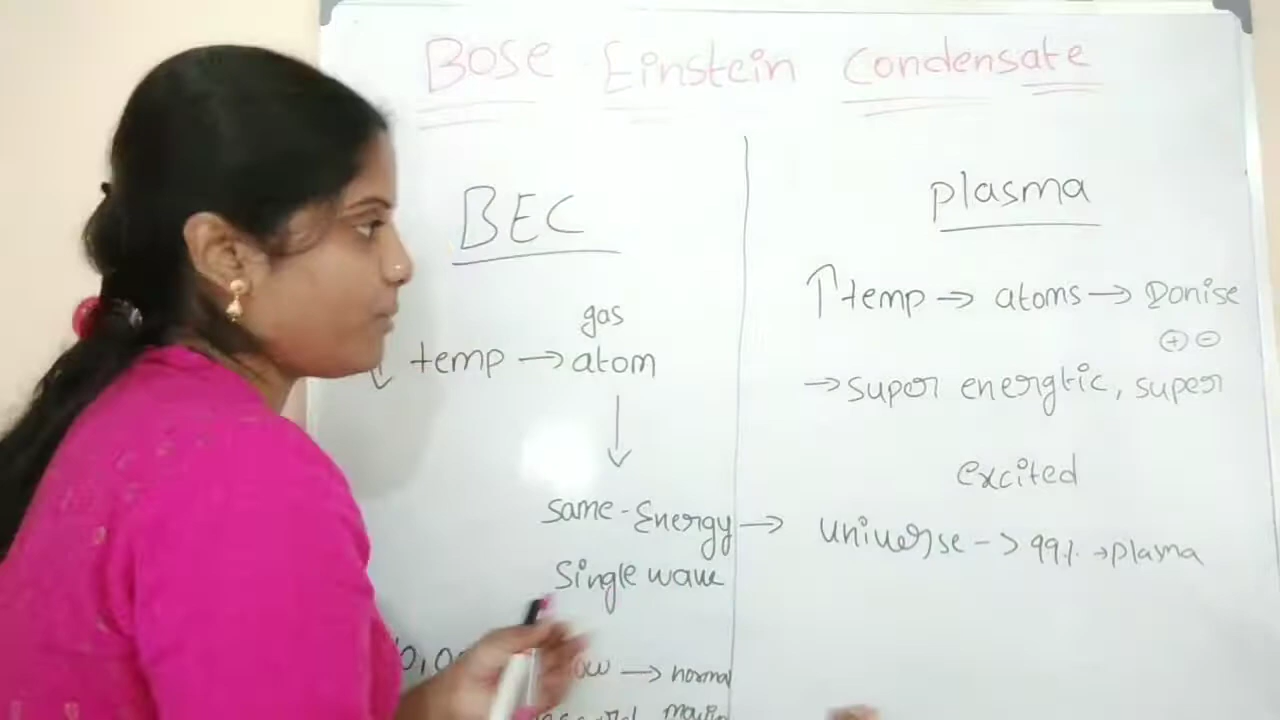 Bose Einstein Condensate
BEC
gas
↓ temp → atom
↓
same - Energy →
Single wave
→ normal
plasma
↑ temp → atoms → Ionise
⊕ ⊖
→ super energtic, super
excited
universe → 99% → plasma